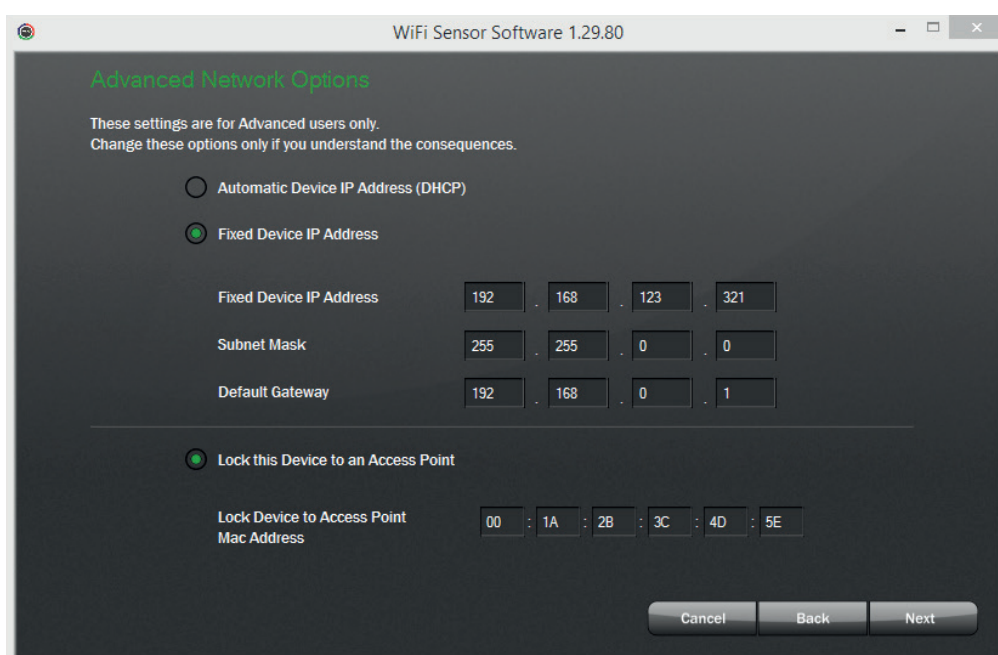 WiFi Sensor Software 1.29.80
Advanced Network Options
These settings are for Advanced users only.
Change these options only if you understand the consequences.
Automatic Device IP Address (DHCP)
Fixed Device IP Address
Fixed Device IP Address 192 . 168 . 123 . 321
Subnet Mask 255 . 255 . 0 . 0
Default Gateway 192 . 168 . 0 . 1
Lock this Device to an Access Point
Lock Device to Access Point
Mac Address 00 : 1A : 2B : 3C : 4D : 5E
Cancel Back Next